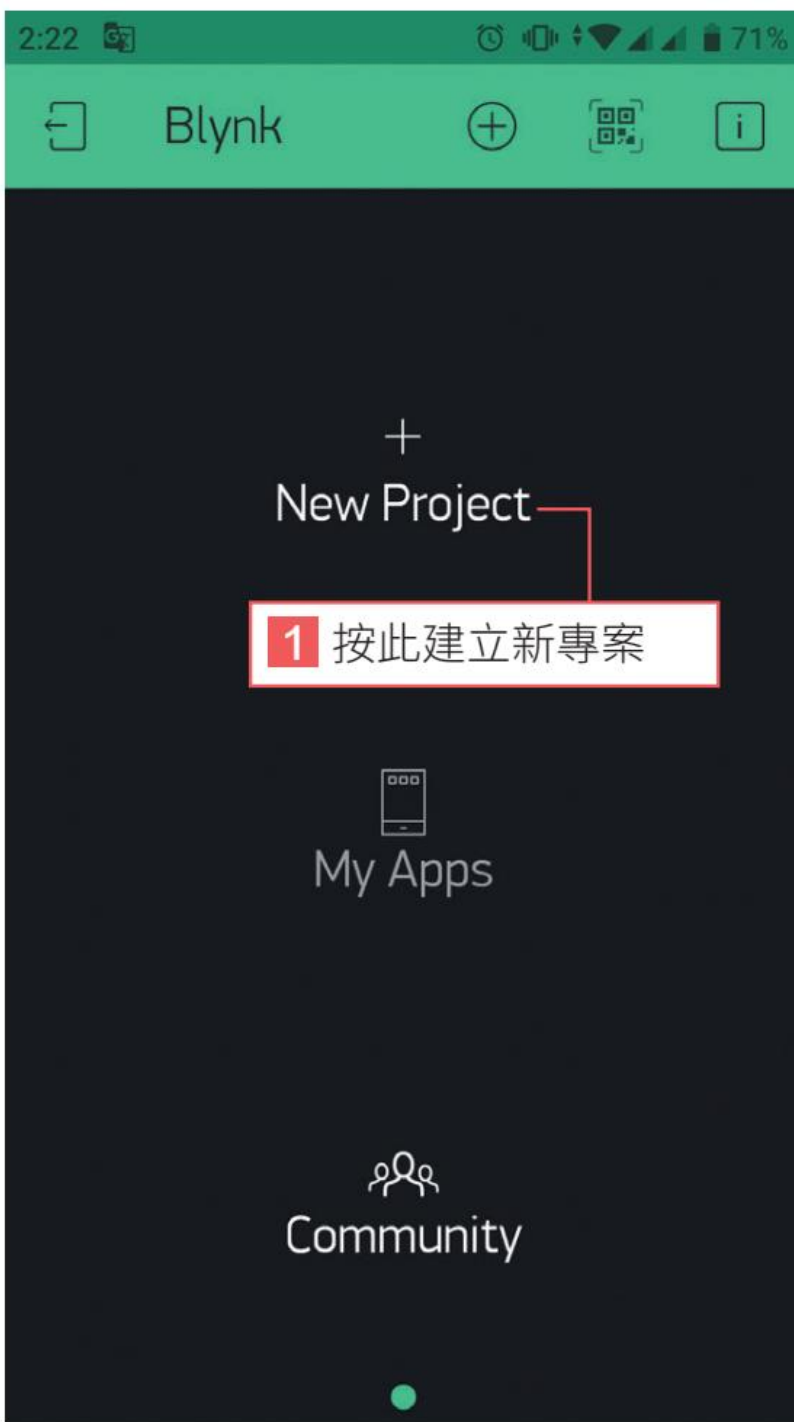 2:22 71%
Blynk
New Project
1 按此建立新專案
My Apps
Community